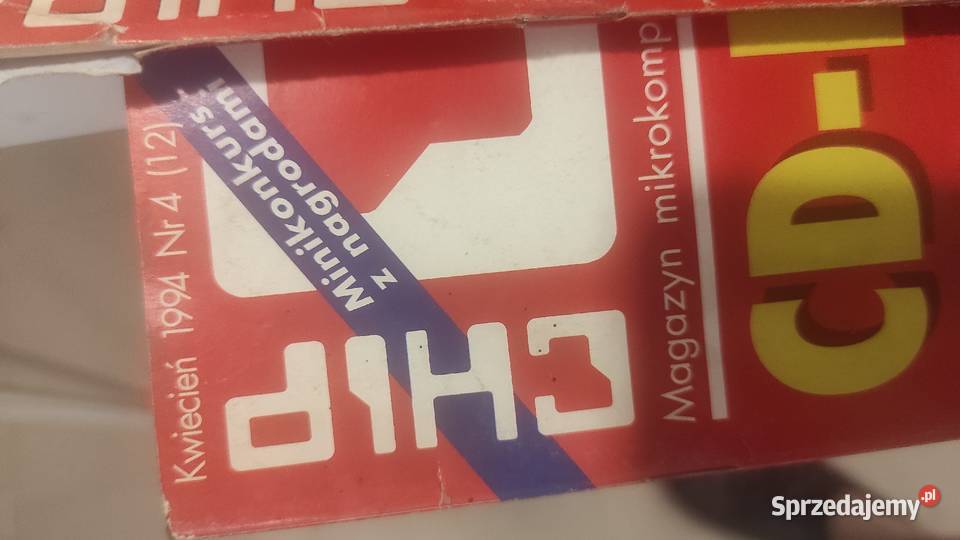 Kwiecień 1994 Nr 4 (12)
Minikonkurs
z nagrodami
CHIP
Magazyn mikrokomp
CD-
Sprzedajemy.pl